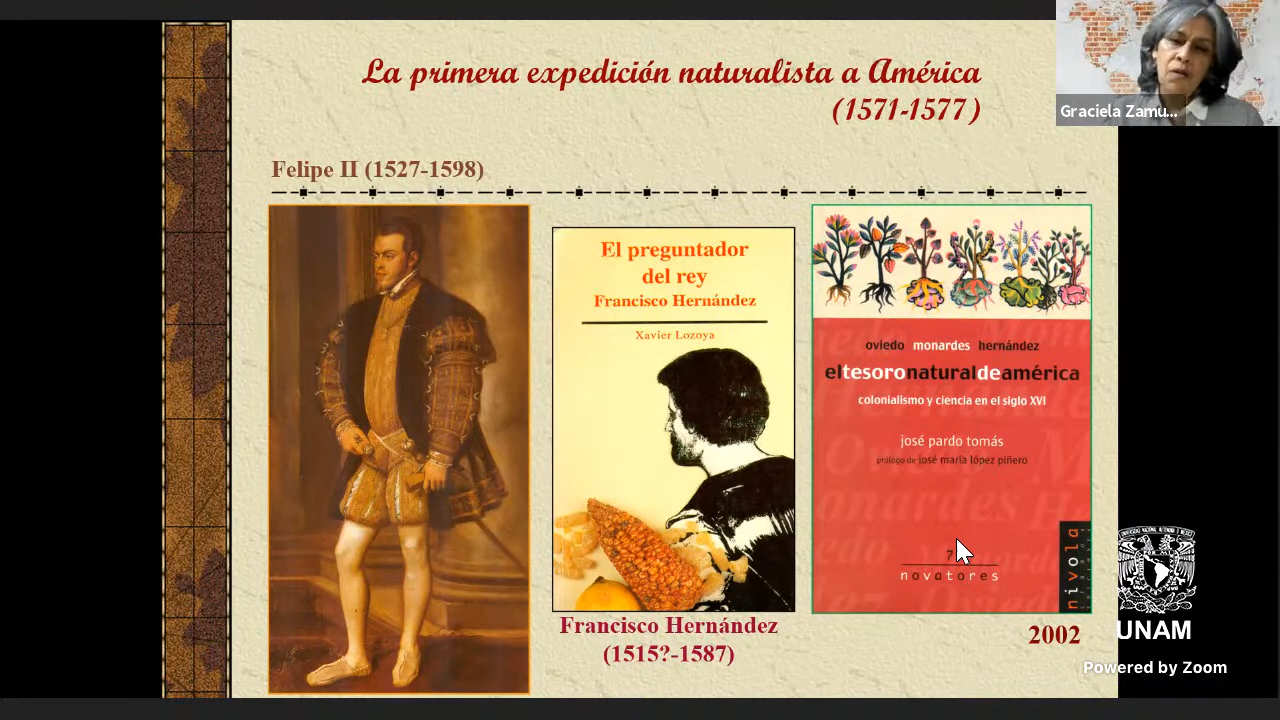 La primera expedición naturalista a América
(1571-1577)
Graciela Zamu...
Felipe II (1527-1598)
El preguntador
del rey
Francisco Hernández
Xavier Lozoya
Francisco Hernández
(1515?-1587)
oviedo monardes hernández
eltesoronaturaldeamérica
colonialismo y ciencia en el siglo XVI
josé pardo tomás
prólogo de josé maría lópez piñero
7
novatores
nivola
2002
UNAM
Powered by Zoom